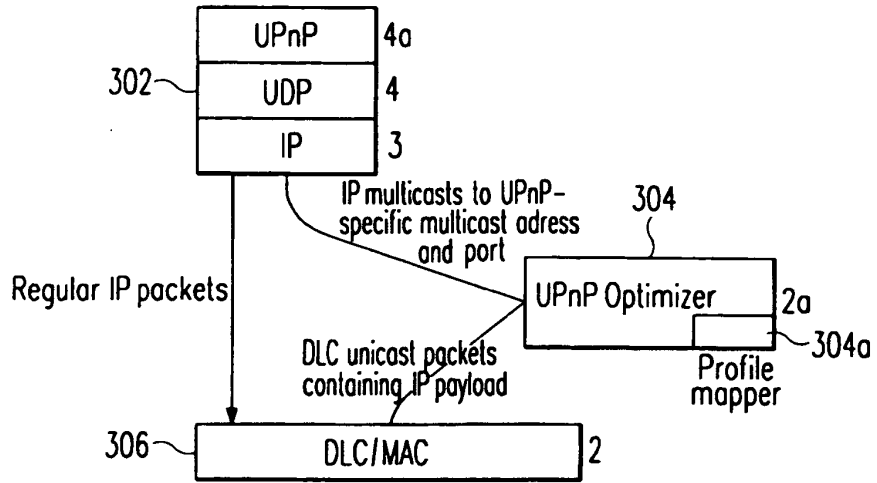 UPnP 4a
302 UDP 4
IP 3
IP multicasts to UPnP-
specific multicast adress
and port
304
Regular IP packets
UPnP Optimizer 2a
304a
Profile
mapper
DLC unicast packets
containing IP payload
306 DLC/MAC 2